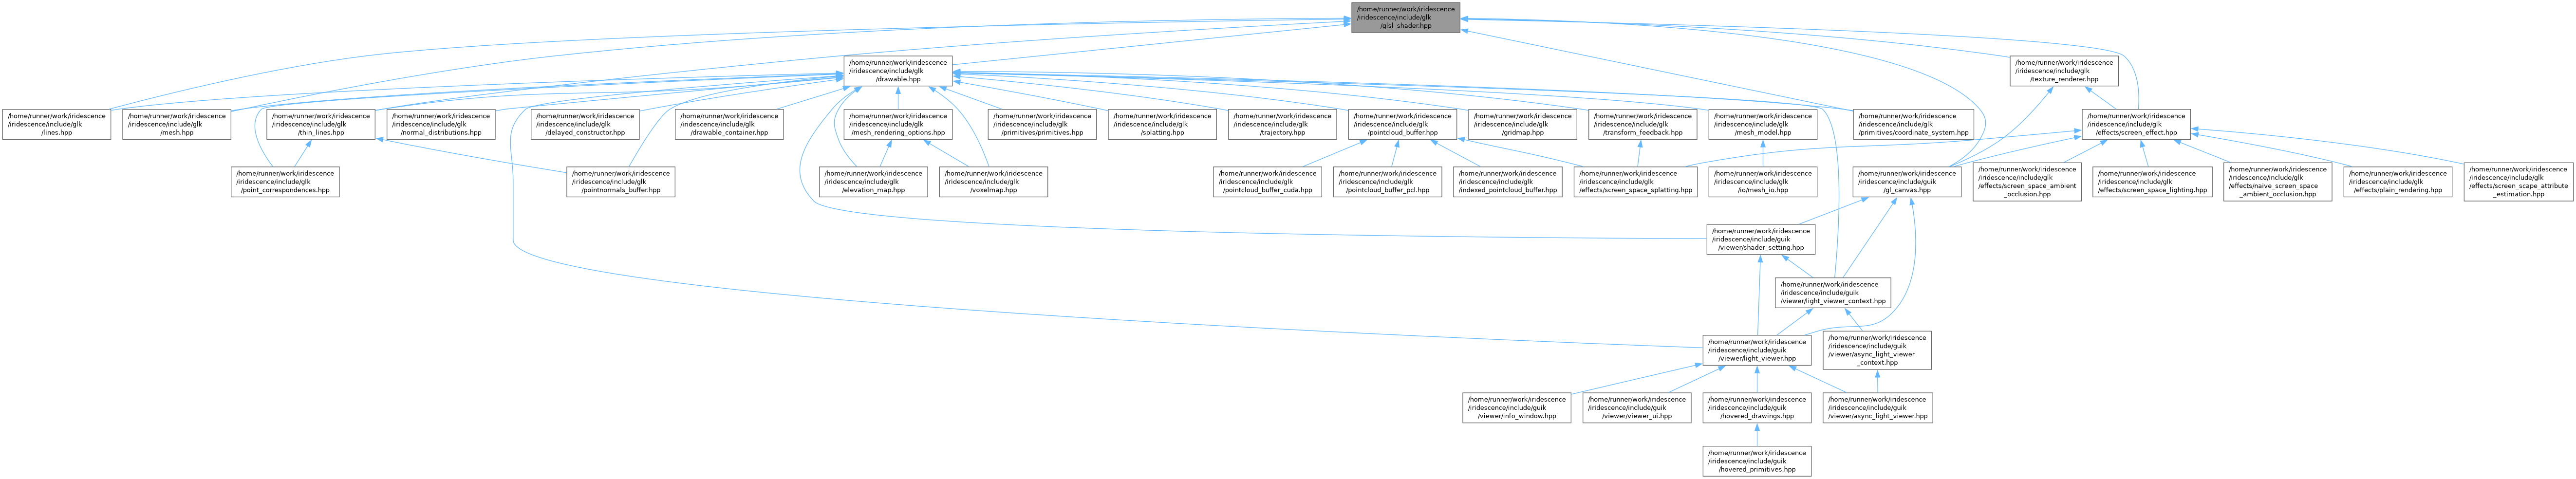 /home/runner/work/iridescence
/iridescence/include/glk
/glsl_shader.hpp
/home/runner/work/iridescence
/iridescence/include/glk
/drawable.hpp
/home/runner/work/iridescence
/iridescence/include/glk
/texture_renderer.hpp
/home/runner/work/iridescence
/iridescence/include/glk
/lines.hpp
/home/runner/work/iridescence
/iridescence/include/glk
/mesh.hpp
/home/runner/work/iridescence
/iridescence/include/glk
/thin_lines.hpp
/home/runner/work/iridescence
/iridescence/include/glk
/normal_distributions.hpp
/home/runner/work/iridescence
/iridescence/include/glk
/delayed_constructor.hpp
/home/runner/work/iridescence
/iridescence/include/glk
/drawable_container.hpp
/home/runner/work/iridescence
/iridescence/include/glk
/mesh_rendering_options.hpp
/home/runner/work/iridescence
/iridescence/include/glk
/primitives/primitives.hpp
/home/runner/work/iridescence
/iridescence/include/glk
/splatting.hpp
/home/runner/work/iridescence
/iridescence/include/glk
/trajectory.hpp
/home/runner/work/iridescence
/iridescence/include/glk
/pointcloud_buffer.hpp
/home/runner/work/iridescence
/iridescence/include/glk
/gridmap.hpp
/home/runner/work/iridescence
/iridescence/include/glk
/transform_feedback.hpp
/home/runner/work/iridescence
/iridescence/include/glk
/mesh_model.hpp
/home/runner/work/iridescence
/iridescence/include/glk
/primitives/coordinate_system.hpp
/home/runner/work/iridescence
/iridescence/include/glk
/effects/screen_effect.hpp
/home/runner/work/iridescence
/iridescence/include/glk
/point_correspondences.hpp
/home/runner/work/iridescence
/iridescence/include/glk
/pointnormals_buffer.hpp
/home/runner/work/iridescence
/iridescence/include/glk
/elevation_map.hpp
/home/runner/work/iridescence
/iridescence/include/glk
/voxelmap.hpp
/home/runner/work/iridescence
/iridescence/include/glk
/pointcloud_buffer_cuda.hpp
/home/runner/work/iridescence
/iridescence/include/glk
/pointcloud_buffer_pcl.hpp
/home/runner/work/iridescence
/iridescence/include/glk
/indexed_pointcloud_buffer.hpp
/home/runner/work/iridescence
/iridescence/include/glk
/effects/screen_space_splatting.hpp
/home/runner/work/iridescence
/iridescence/include/glk
/io/mesh_io.hpp
/home/runner/work/iridescence
/iridescence/include/guik
/gl_canvas.hpp
/home/runner/work/iridescence
/iridescence/include/glk
/effects/screen_space_ambient
_occlusion.hpp
/home/runner/work/iridescence
/iridescence/include/glk
/effects/screen_space_lighting.hpp
/home/runner/work/iridescence
/iridescence/include/glk
/effects/naive_screen_space
_ambient_occlusion.hpp
/home/runner/work/iridescence
/iridescence/include/glk
/effects/plain_rendering.hpp
/home/runner/work/iridescence
/iridescence/include/glk
/effects/screen_scape_attribute
_estimation.hpp
/home/runner/work/iridescence
/iridescence/include/guik
/viewer/shader_setting.hpp
/home/runner/work/iridescence
/iridescence/include/guik
/viewer/light_viewer_context.hpp
/home/runner/work/iridescence
/iridescence/include/guik
/viewer/light_viewer.hpp
/home/runner/work/iridescence
/iridescence/include/guik
/viewer/async_light_viewer
_context.hpp
/home/runner/work/iridescence
/iridescence/include/guik
/viewer/info_window.hpp
/home/runner/work/iridescence
/iridescence/include/guik
/viewer/viewer_ui.hpp
/home/runner/work/iridescence
/iridescence/include/guik
/hovered_drawings.hpp
/home/runner/work/iridescence
/iridescence/include/guik
/viewer/async_light_viewer.hpp
/home/runner/work/iridescence
/iridescence/include/guik
/hovered_primitives.hpp